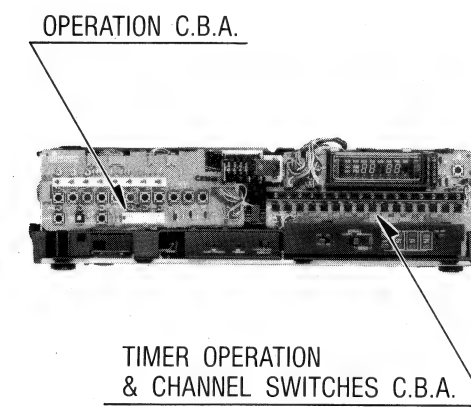 OPERATION C.B.A.
TIMER OPERATION
& CHANNEL SWITCHES C.B.A.